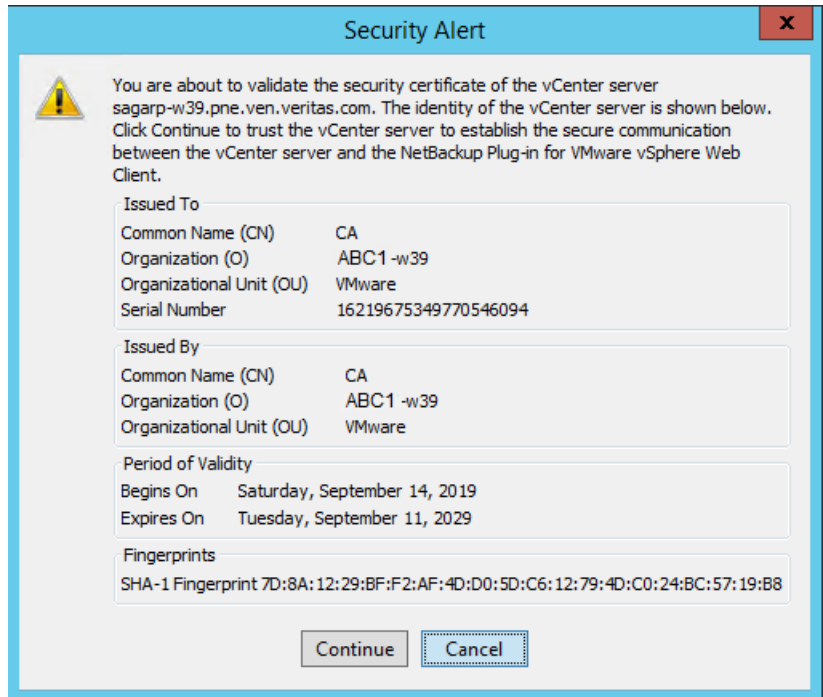 Security Alert
x
You are about to validate the security certificate of the vCenter server
sagarp-w39.pne.ven.veritas.com. The identity of the vCenter server is shown below.
Click Continue to trust the vCenter server to establish the secure communication
between the vCenter server and the NetBackup Plug-in for VMware vSphere Web
Client.
Issued To
Common Name (CN) CA
Organization (O) ABC1 -w39
Organizational Unit (OU) VMware
Serial Number 16219675349770546094
Issued By
Common Name (CN) CA
Organization (O) ABC1 -w39
Organizational Unit (OU) VMware
Period of Validity
Begins On Saturday, September 14, 2019
Expires On Tuesday, September 11, 2029
Fingerprints
SHA-1 Fingerprint 7D:8A:12:29:BF:F2:AF:4D:D0:5D:C6:12:79:4D:C0:24:BC:57:19:B8
Continue Cancel